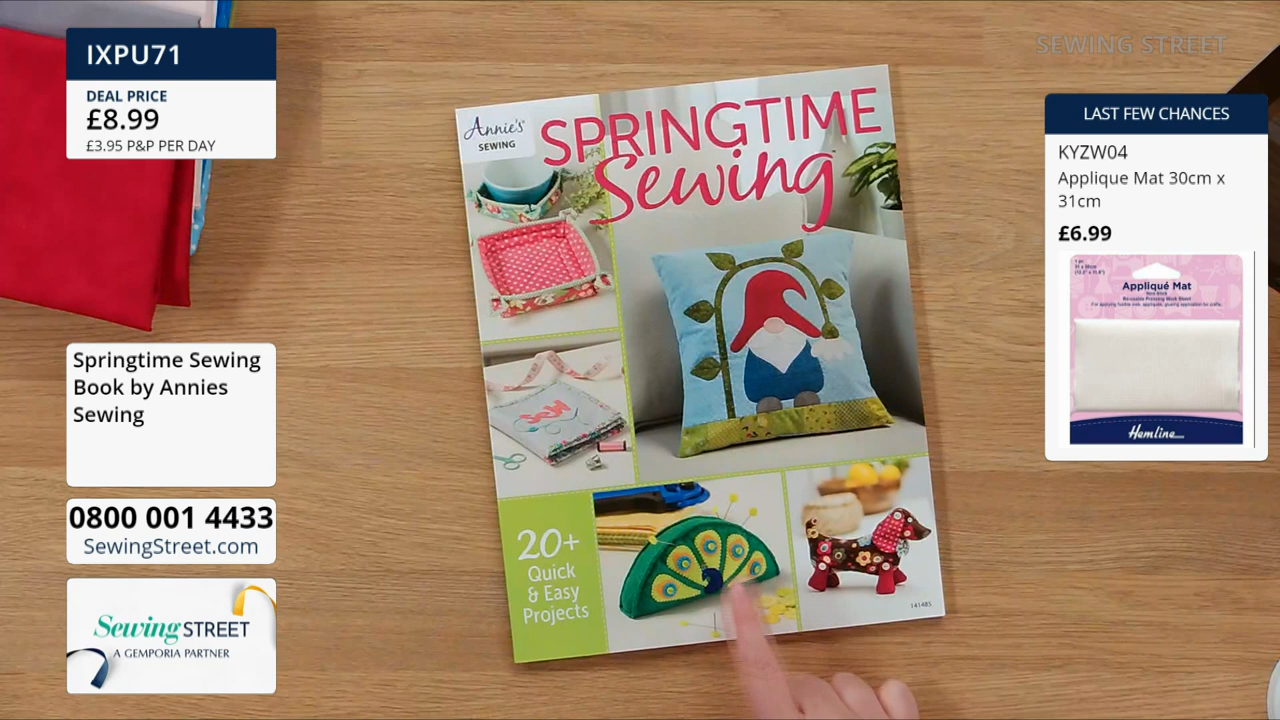 IXPU71
DEAL PRICE
£8.99
£3.95 P&P PER DAY
Springtime Sewing
Book by Annies
Sewing
0800 001 4433
SewingStreet.com
Sewing STREET
A GEMPORIA PARTNER
Annie's
SEWING
SPRINGTIME
Sewing
SEW
20+
Quick
& Easy
Projects
141485
SEWING STREET
LAST FEW CHANCES
KYZW04
Applique Mat 30cm x
31cm
£6.99
Appliqué Mat
Hemline